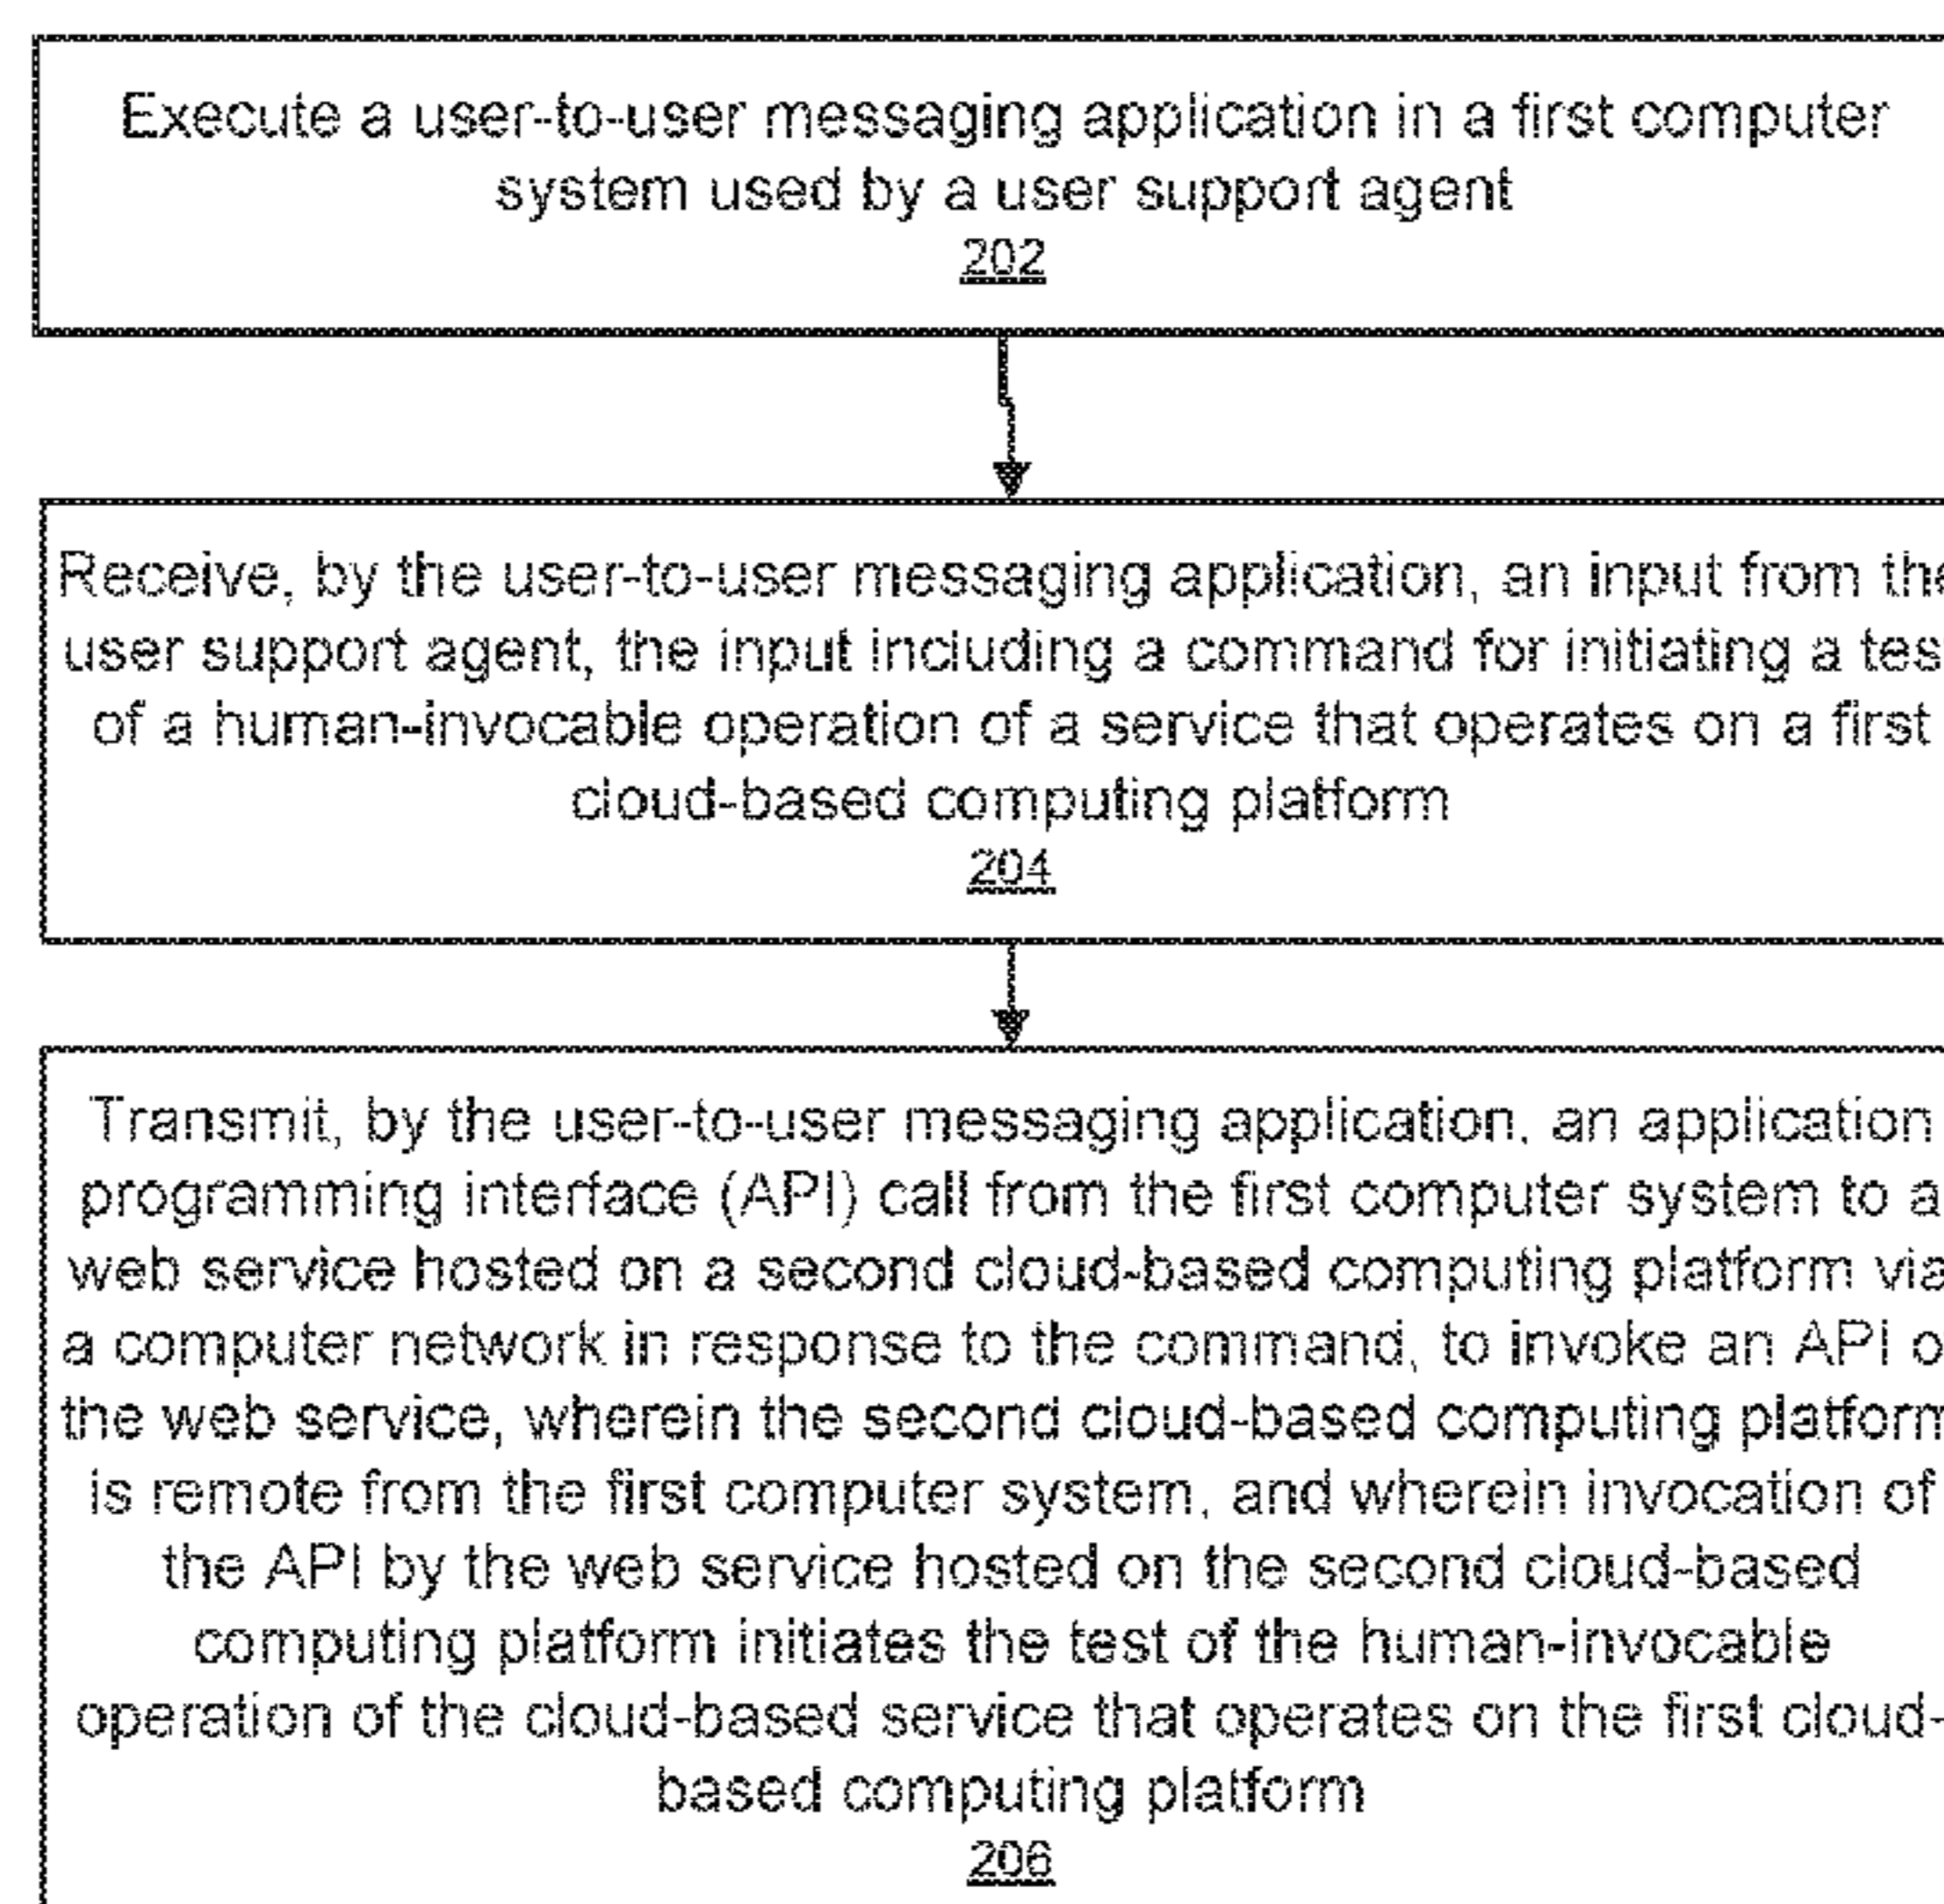 Execute a user-to-user messaging application in a first computer
system used by a user support agent
202
Receive, by the user-to-user messaging application, an input from the
user support agent, the input including a command for initiating a test
of a human-invocable operation of a service that operates on a first
cloud-based computing platform
204
Transmit, by the user-to-user messaging application, an application
programming interface (API) call from the first computer system to a
web service hosted on a second cloud-based computing platform via
a computer network in response to the command, to invoke an API of
the web service, wherein the second cloud-based computing platform
is remote from the first computer system, and wherein invocation of
the API by the web service hosted on the second cloud-based
computing platform initiates the test of the human-invocable
operation of the cloud-based service that operates on the first cloud-
based computing platform
206